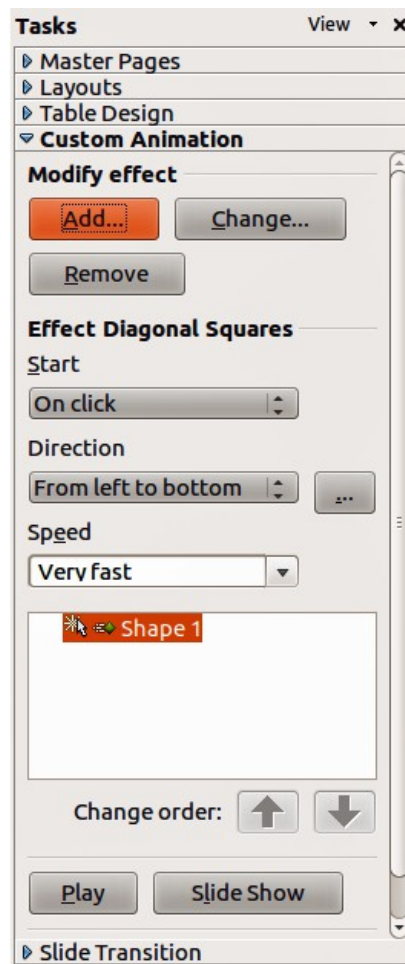 Tasks View
Master Pages
Layouts
Table Design
Custom Animation
Modify effect
Add... Change...
Remove
Effect Diagonal Squares
Start
On click
Direction
From left to bottom ...
Speed
Very fast
Shape 1
Change order:
Play Slide Show
Slide Transition